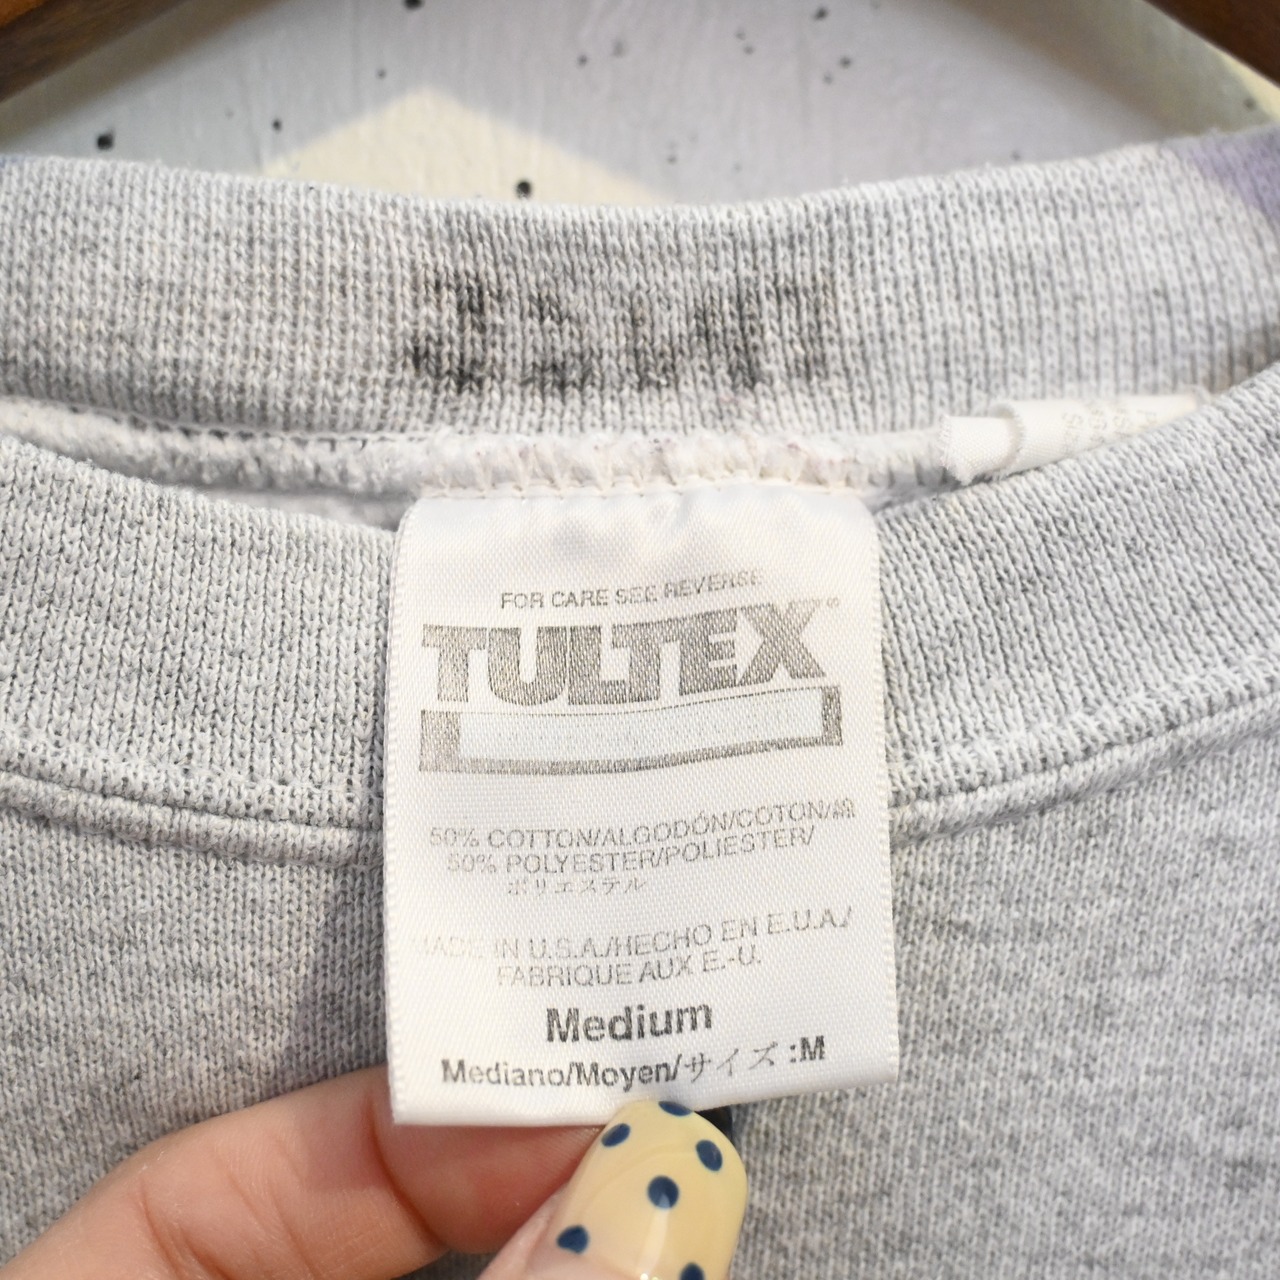 FOR CARE SEE REVERSE
TULTEX®
50% COTTON/ALGODÓN/COTON/綿
50% POLYESTER/POLIESTER/
ポリエステル
MADE IN U.S.A./HECHO EN E.U.A./
FABRIQUE AUX E.-U.
Medium
Mediano/Moyen/サイズ:M